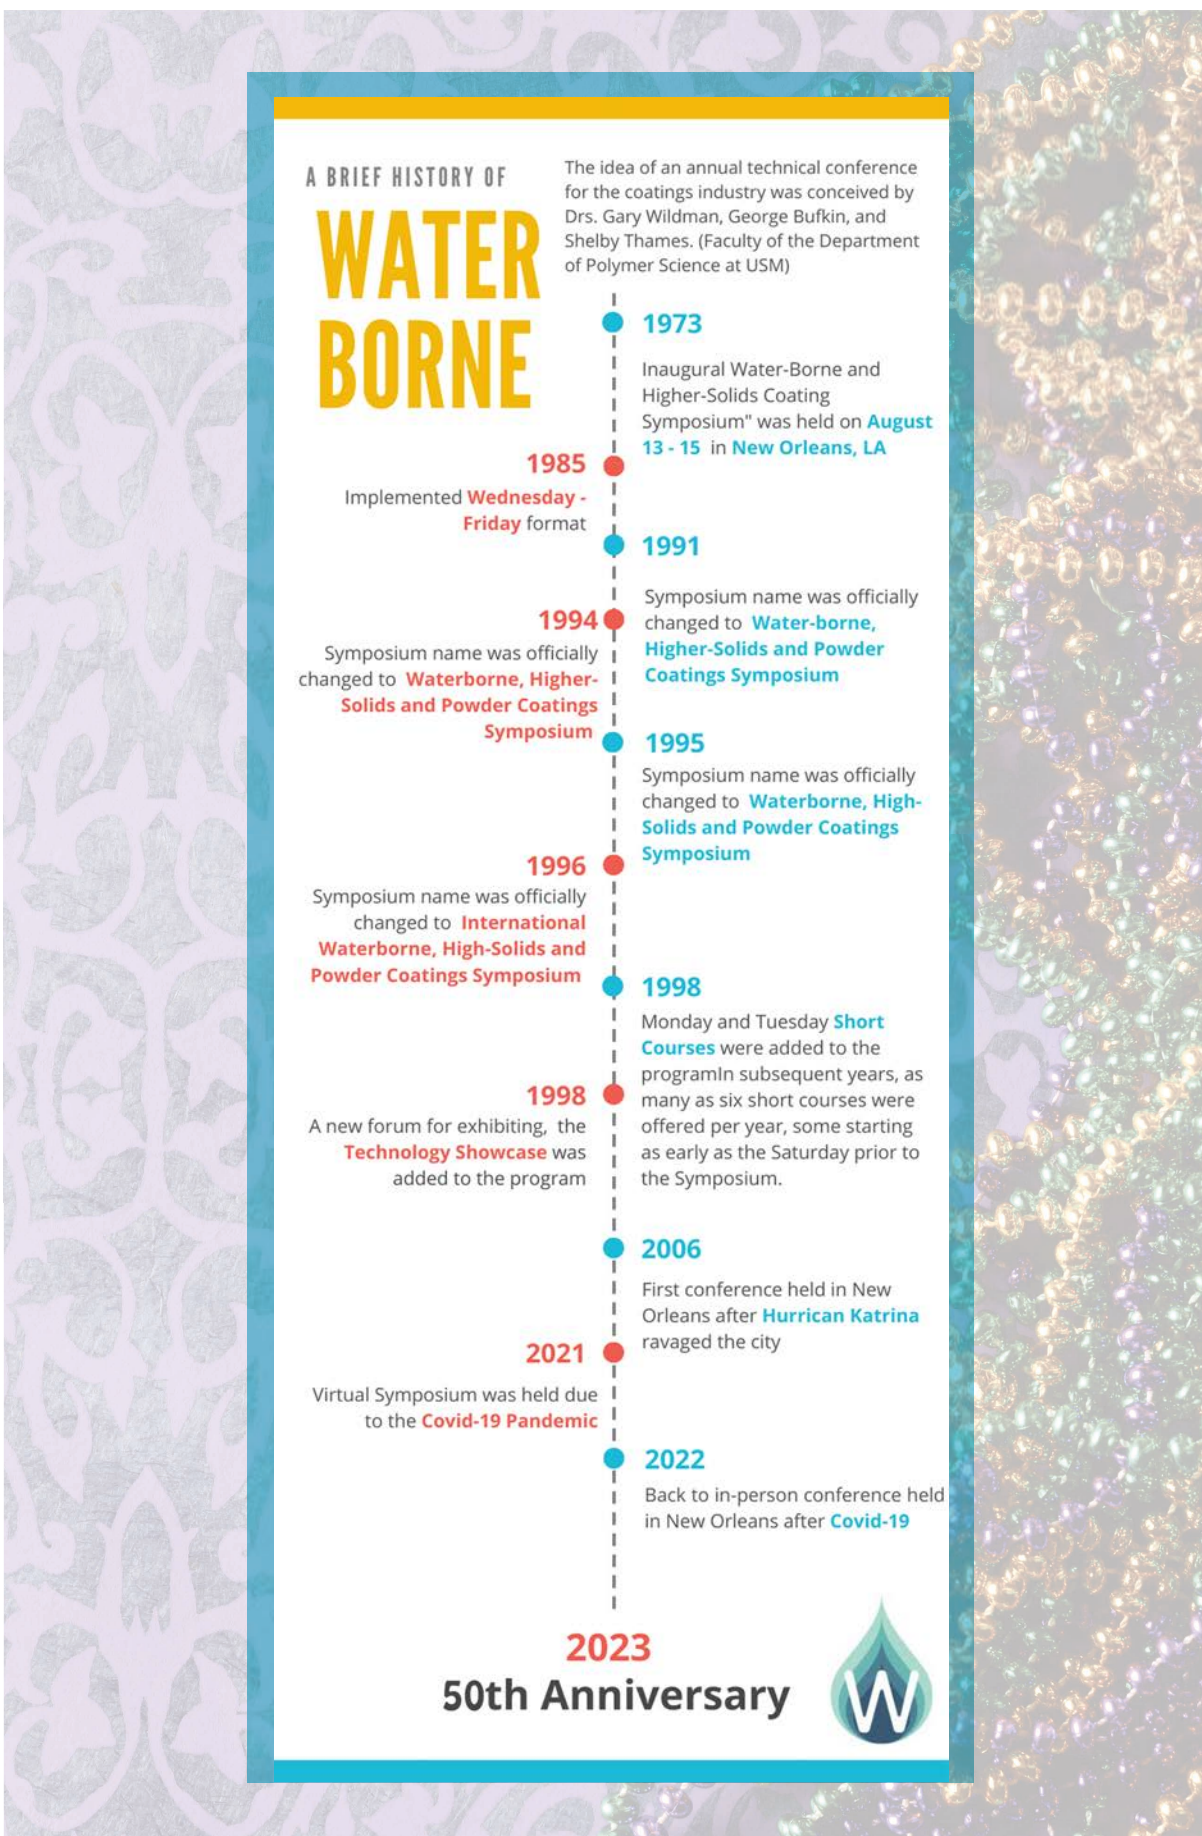 A BRIEF HISTORY OF
WATER
BORNE
The idea of an annual technical conference
for the coatings industry was conceived by
Drs. Gary Wildman, George Bufkin, and
Shelby Thames. (Faculty of the Department
of Polymer Science at USM)
1973
Inaugural Water-Borne and
Higher-Solids Coating
Symposium" was held on August
13 - 15 in New Orleans, LA
1985
Implemented Wednesday -
Friday format
1991
Symposium name was officially
changed to Water-borne,
Higher-Solids and Powder
Coatings Symposium
1994
Symposium name was officially
changed to Waterborne, Higher-
Solids and Powder Coatings
Symposium
1995
Symposium name was officially
changed to Waterborne, High-
Solids and Powder Coatings
Symposium
1996
Symposium name was officially
changed to International
Waterborne, High-Solids and
Powder Coatings Symposium
1998
Monday and Tuesday Short
Courses were added to the
programIn subsequent years, as
many as six short courses were
offered per year, some starting
as early as the Saturday prior to
the Symposium.
1998
A new forum for exhibiting, the
Technology Showcase was
added to the program
2006
First conference held in New
Orleans after Hurrican Katrina
ravaged the city
2021
Virtual Symposium was held due
to the Covid-19 Pandemic
2022
Back to in-person conference held
in New Orleans after Covid-19
2023
50th Anniversary
W